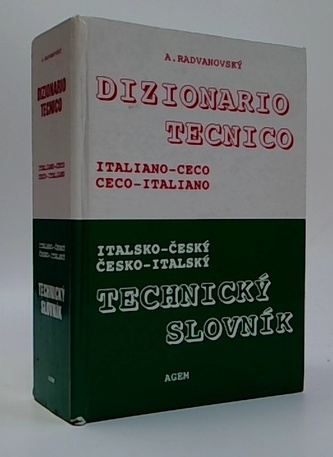 A.RADVANOVSKÝ
DIZIONARIO
TECNICO
ITALIANO-CECO
CECO-ITALIANO
ITALSKO-ČESKÝ
ČESKO-ITALSKÝ
TECHNICKÝ
SLOVNÍK
AGEM
A.RADVANOVSKÝ
DIZIONARIO
TECNICO
ITALIANO-CECO
CECO-ITALIANO
ITALSKO-ČESKÝ
ČESKO-ITALSKÝ
TECHNICKÝ
SLOVNÍK
AGEM